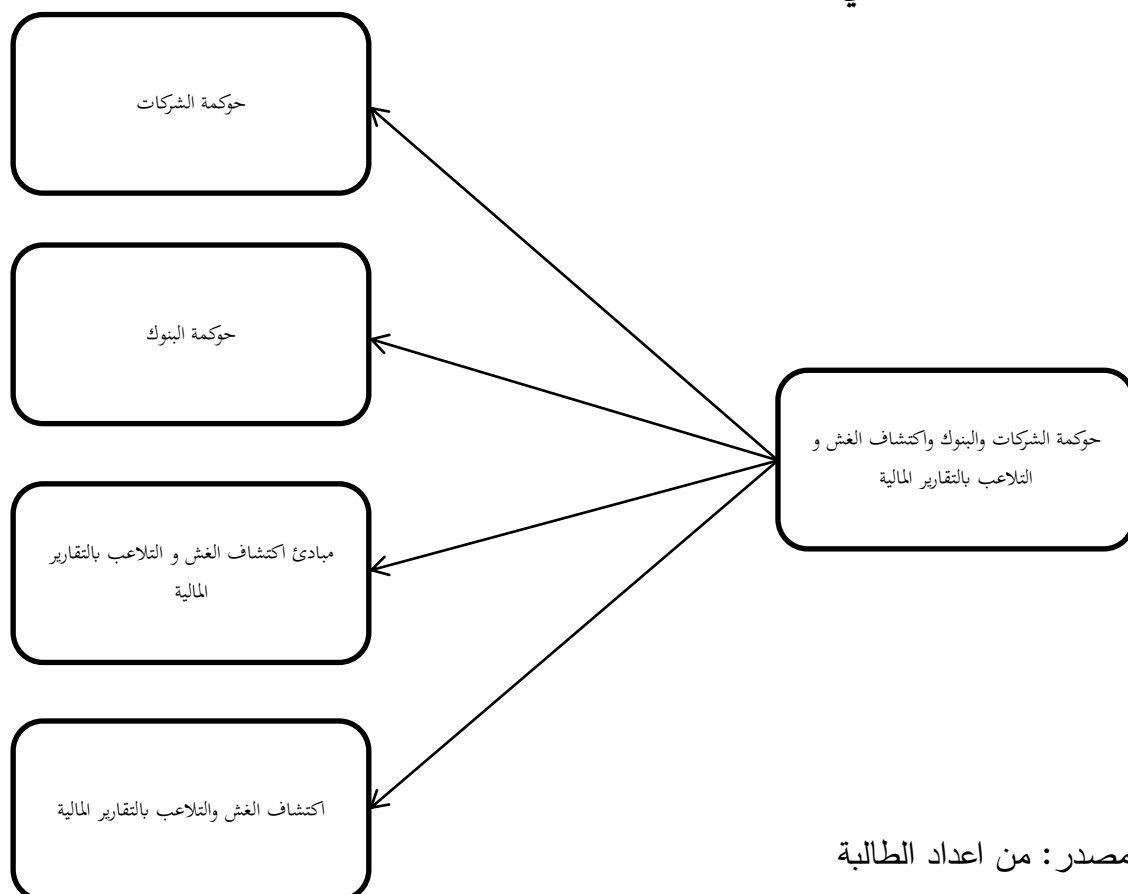 حوكمة الشركات
حوكمة البنوك
حوكمة الشركات والبنوك واكتشاف الغش و
التلاعب بالتقارير المالية
مبادئ اكتشاف الغش و التلاعب بالتقارير
المالية
اكتشاف الغش والتلاعب بالتقارير المالية
مصدر : من اعداد الطالبة